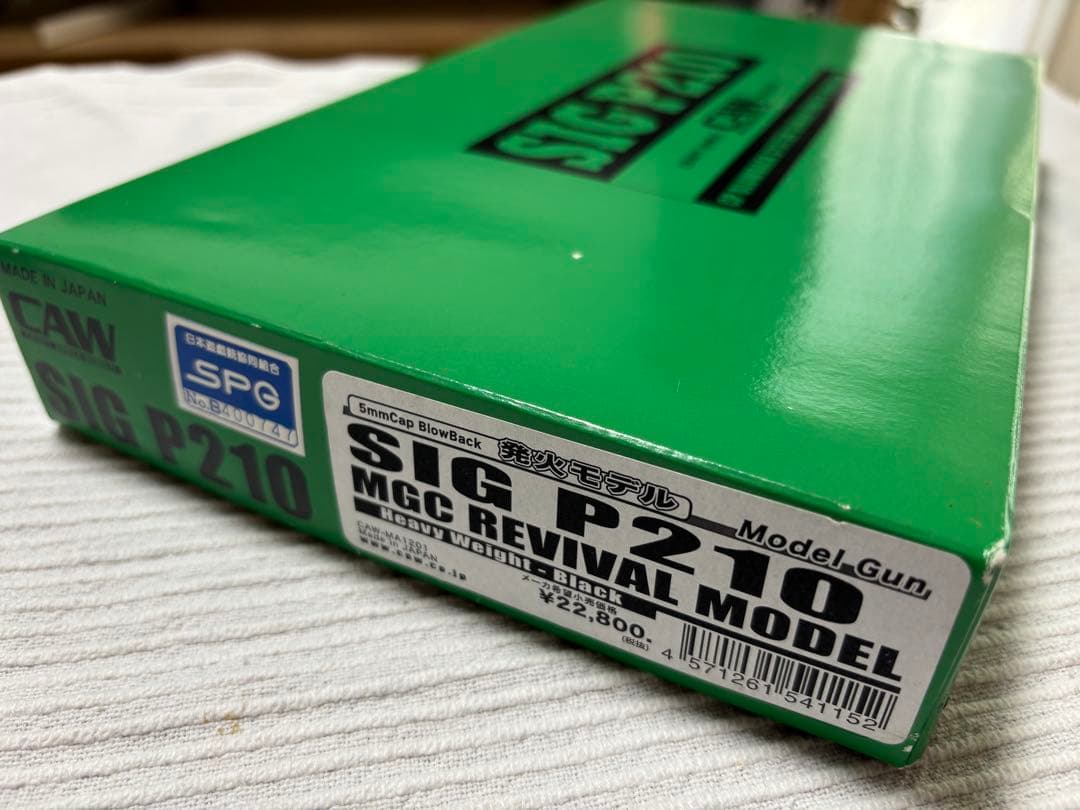 SIG P210
CAW
MADE IN JAPAN
CAW
SIG P210
日本遊戯銃協同組合
SPG
No.B400747
5mmCap BlowBack
発火モデル
Model Gun
SIG P210
MGC REVIVAL MODEL
Heavy Weight - Black
CAW-MA1201
Made in JAPAN
www.caw.co.jp
メーカ希望小売価格
¥22,800.
(税抜)
4 571261 541152